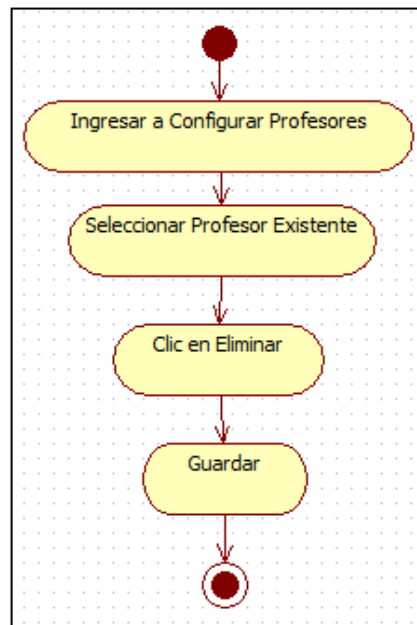 Ingresar a Configurar Profesores
Seleccionar Profesor Existente
Clic en Eliminar
Guardar